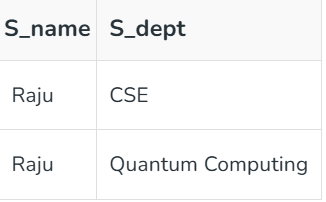 S_name S_dept
Raju CSE
Raju Quantum Computing